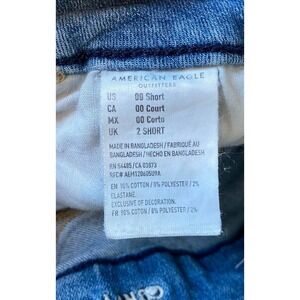 AMERICAN EAGLE
OUTFITTERS
US 00 Short
CA 00 Court
MX 00 Corto
UK 2 SHORT
MADE IN BANGLADESH / FABRIQUÉ AU
BANGLADESH / HECHO EN BANGLADESH
RN 54485/CA 03873
EN 90% COTTON / 8% POLYESTER / 2%
ELASTANE.
EXCLUSIVE OF DECORATION.
FR 90% COTON / 8% POLYESTER / 2%